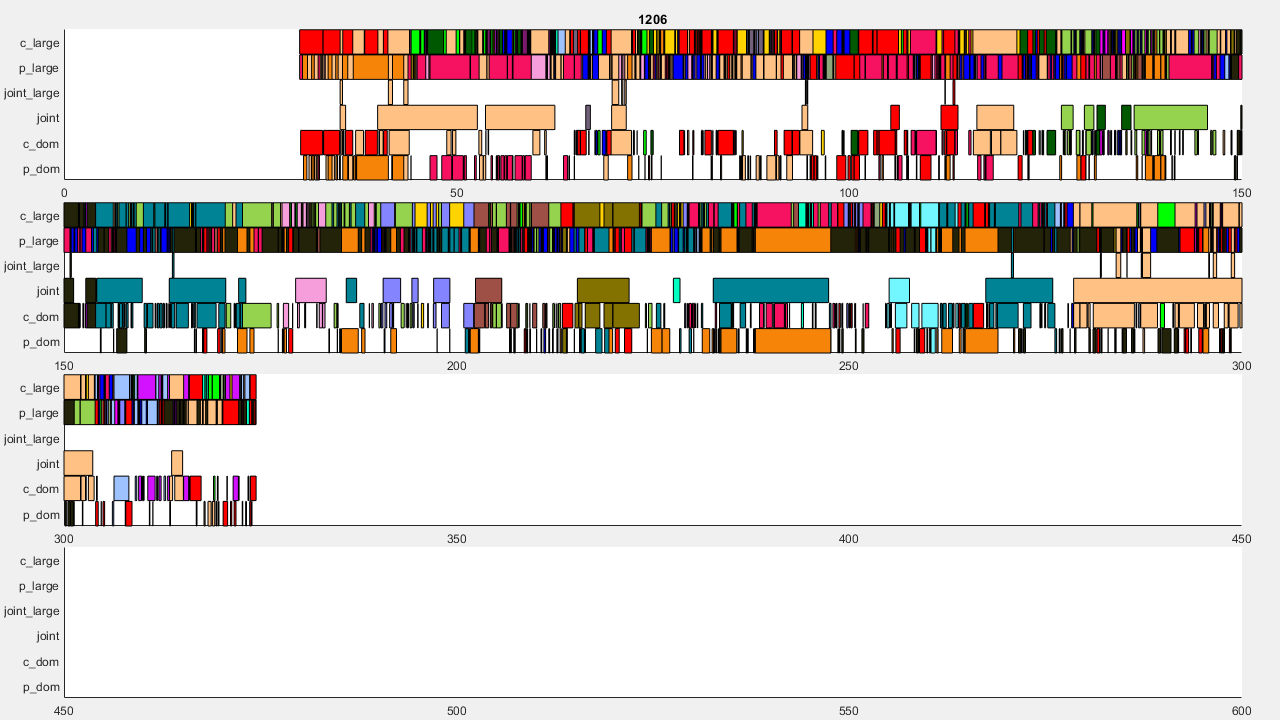 1206
c_large
p_large
joint_large
joint
c_dom
p_dom
0 50 100 150
c_large
p_large
joint_large
joint
c_dom
p_dom
150 200 250 300
c_large
p_large
joint_large
joint
c_dom
p_dom
300 350 400 450
c_large
p_large
joint_large
joint
c_dom
p_dom
450 500 550 600